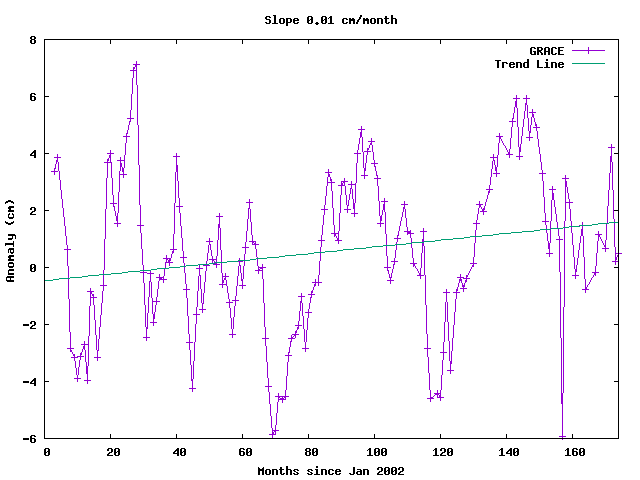 Slope 0.01 cm/month
GRACE
Trend Line
8
6
4
2
0
-2
-4
-6
Anomaly (cm)
0 20 40 60 80 100 120 140 160
Months since Jan 2002